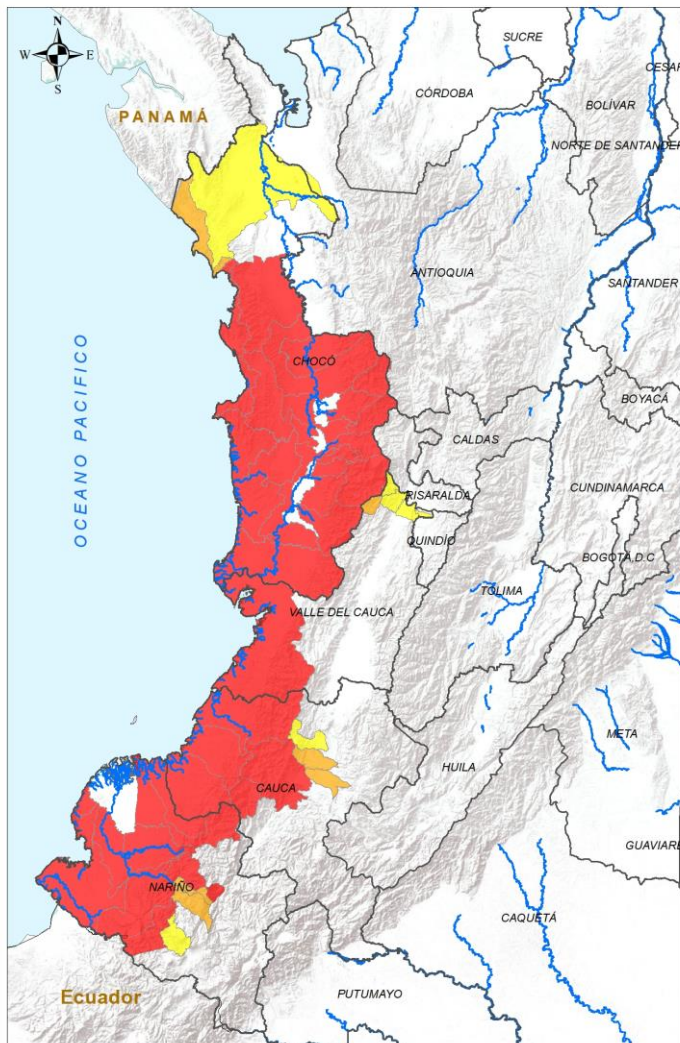 N
W E
S
SUCRE
CESAR
CÓRDOBA
BOLÍVAR
PANAMÁ
NORTE DE SANTANDER
ANTIOQUIA
SANTANDER
OCEANO PACIFICO
CHOCÓ
BOYACÁ
CALDAS
CUNDINAMARCA
RISARALDA
QUINDÍO
BOGOTÁ,D.C
TOLIMA
VALLE DEL CAUCA
META
HUILA
CAUCA
GUAVIARE
NARIÑO
CAQUETÁ
Ecuador
PUTUMAYO